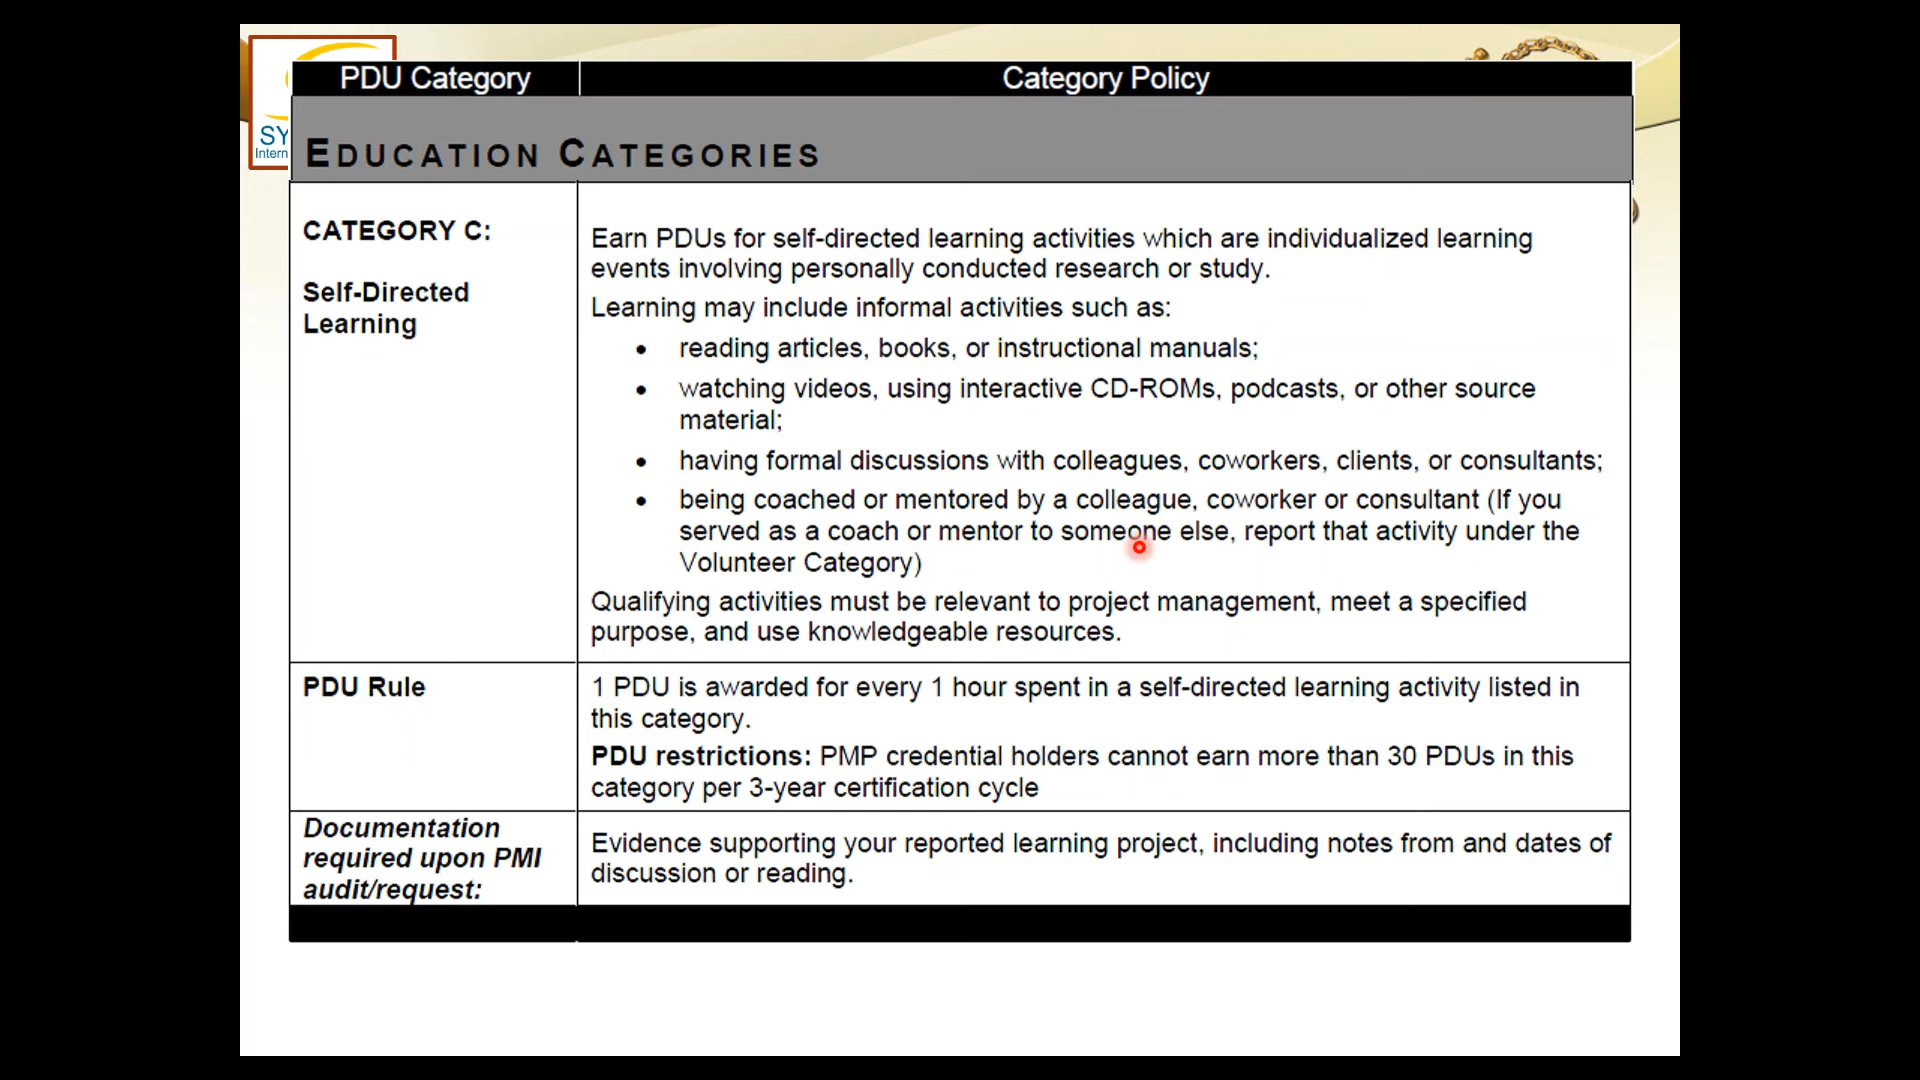 SY
Intern
PDU Category
Category Policy
EDUCATION CATEGORIES
CATEGORY C:
Self-Directed
Learning
Earn PDUs for self-directed learning activities which are individualized learning
events involving personally conducted research or study.
Learning may include informal activities such as:
• reading articles, books, or instructional manuals;
• watching videos, using interactive CD-ROMs, podcasts, or other source
material;
• having formal discussions with colleagues, coworkers, clients, or consultants;
• being coached or mentored by a colleague, coworker or consultant (If you
served as a coach or mentor to someone else, report that activity under the
Volunteer Category)
Qualifying activities must be relevant to project management, meet a specified
purpose, and use knowledgeable resources.
PDU Rule
1 PDU is awarded for every 1 hour spent in a self-directed learning activity listed in
this category.
PDU restrictions: PMP credential holders cannot earn more than 30 PDUs in this
category per 3-year certification cycle
Documentation
required upon PMI
audit/request:
Evidence supporting your reported learning project, including notes from and dates of
discussion or reading.